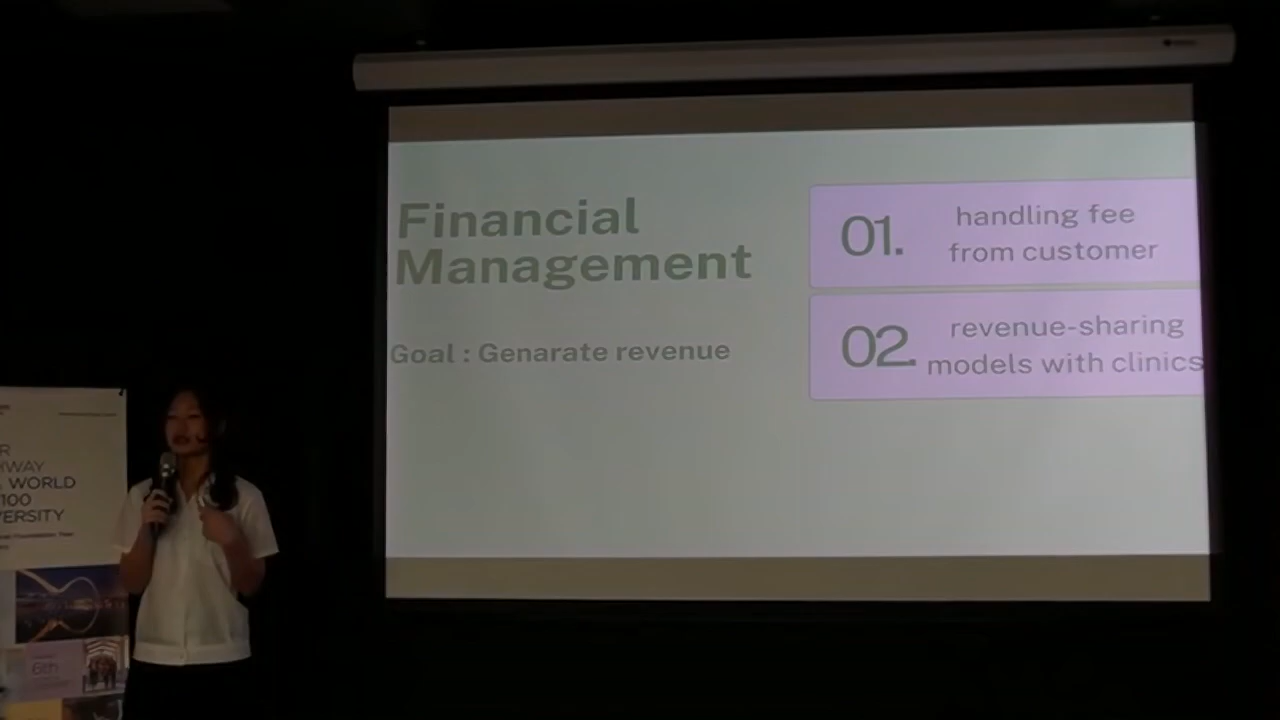 Financial
Management
Goal : Genarate revenue
01.
handling fee
from customer
02.
revenue-sharing
models with clinics
R
HWAY
WORLD
100
VERSITY
6th